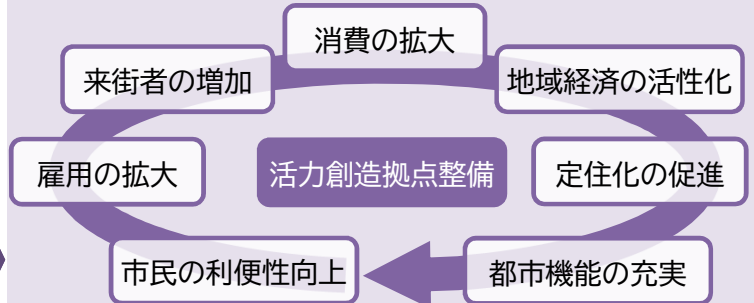 消費の拡大
来街者の増加
地域経済の活性化
雇用の拡大
活力創造拠点整備
定住化の促進
市民の利便性向上
都市機能の充実